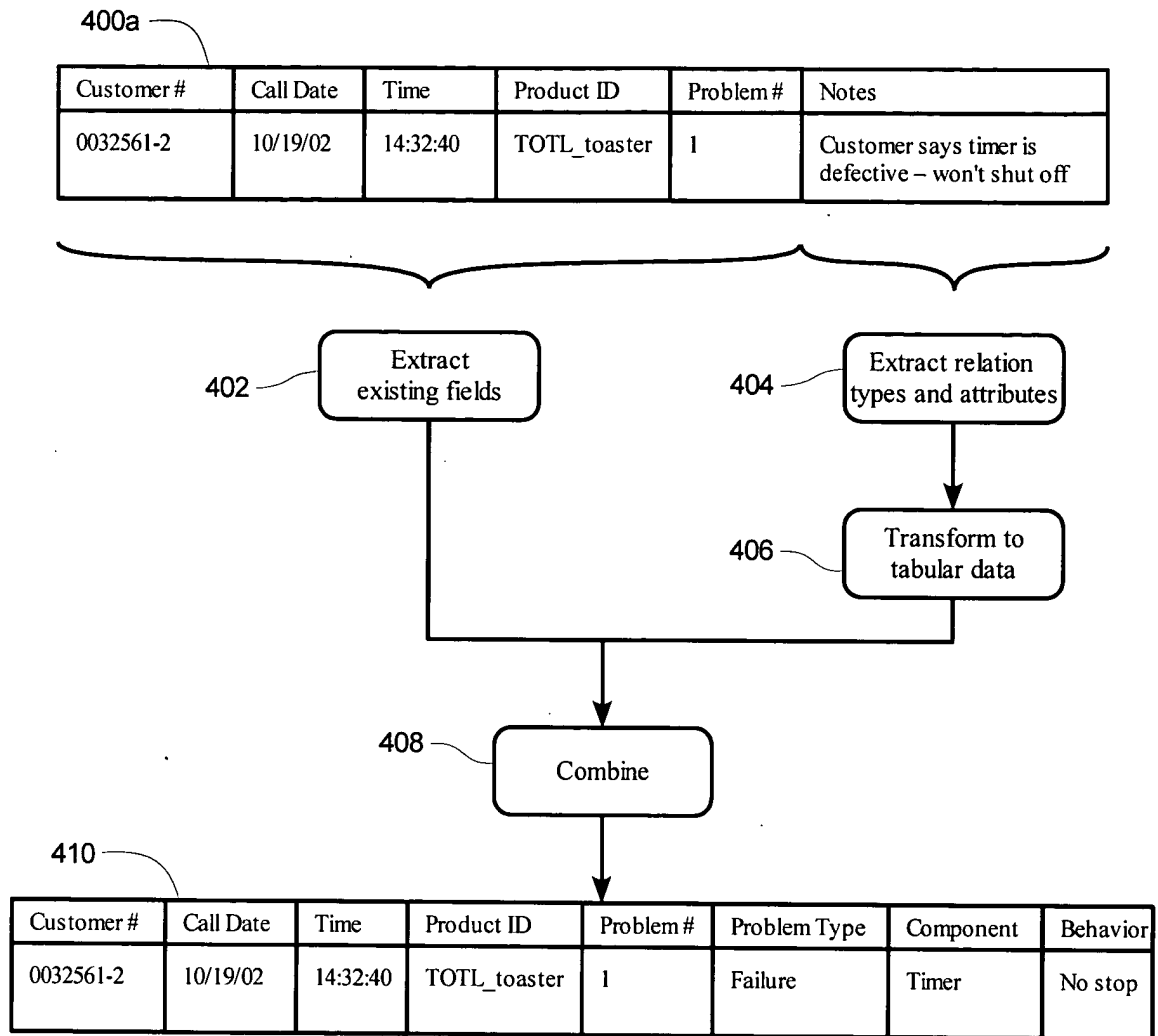 400a
Customer # Call Date Time Product ID Problem # Notes
0032561-2 10/19/02 14:32:40 TOTL_toaster 1 Customer says timer is
defective – won't shut off
Extract
existing fields
402
Extract relation
types and attributes
404
Transform to
tabular data
406
408
Combine
410
Customer # Call Date Time Product ID Problem # Problem Type Component Behavior
0032561-2 10/19/02 14:32:40 TOTL_toaster 1 Failure Timer No stop